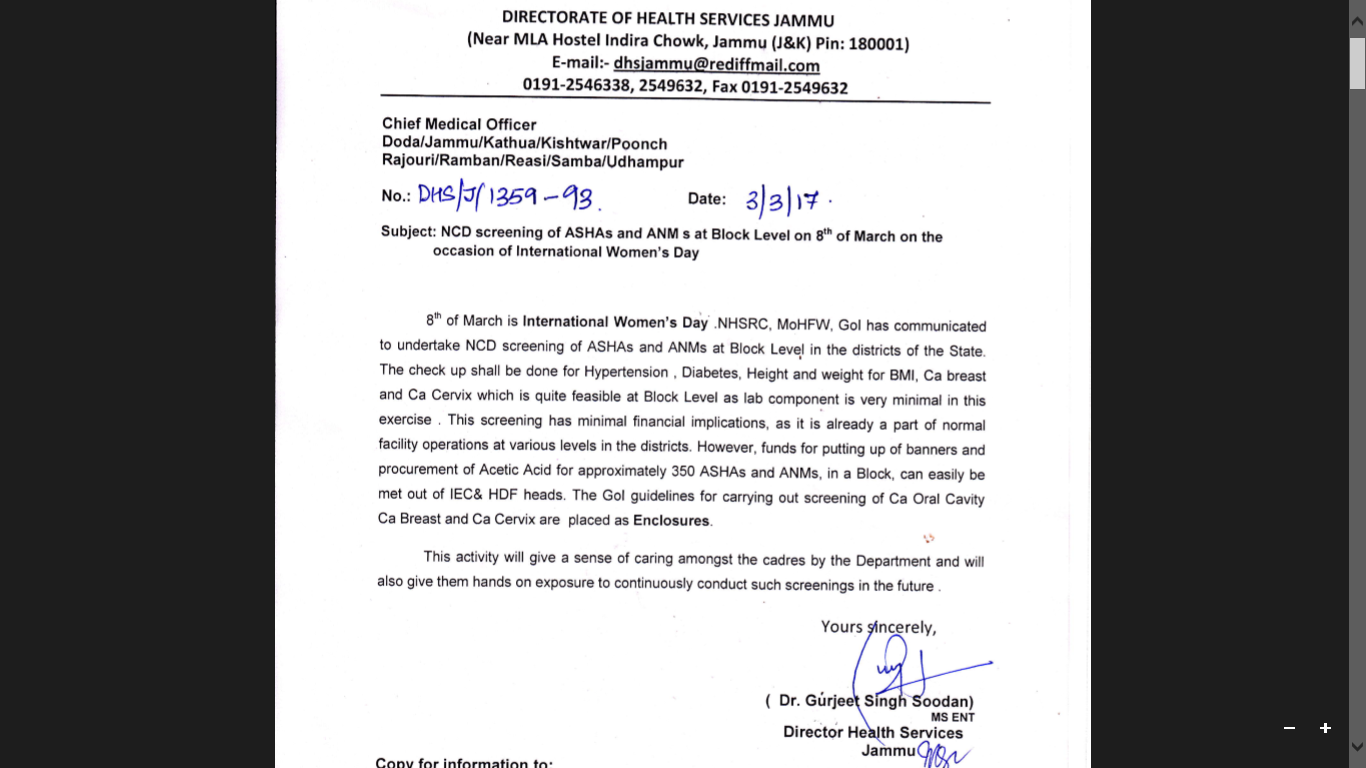 DIRECTORATE OF HEALTH SERVICES JAMMU
(Near MLA Hostel Indira Chowk, Jammu (J&K) Pin: 180001)
E-mail:- dhsjammu@rediffmail.com
0191-2546338, 2549632, Fax 0191-2549632
Chief Medical Officer
Doda/Jammu/Kathua/Kishtwar/Poonch
Rajouri/Ramban/Reasi/Samba/Udhampur
No.: DHS/J/1359-93. Date: 3/3/17.
Subject: NCD screening of ASHAs and ANM s at Block Level on 8th of March on the
occasion of International Women's Day
8th of March is International Women's Day .NHSRC, MoHFW, GoI has communicated
to undertake NCD screening of ASHAs and ANMs at Block Level in the districts of the State.
The check up shall be done for Hypertension , Diabetes, Height and weight for BMI, Ca breast
and Ca Cervix which is quite feasible at Block Level as lab component is very minimal in this
exercise . This screening has minimal financial implications, as it is already a part of normal
facility operations at various levels in the districts. However, funds for putting up of banners and
procurement of Acetic Acid for approximately 350 ASHAs and ANMs, in a Block, can easily be
met out of IEC& HDF heads. The GoI guidelines for carrying out screening of Ca Oral Cavity
Ca Breast and Ca Cervix are placed as Enclosures.
This activity will give a sense of caring amongst the cadres by the Department and will
also give them hands on exposure to continuously conduct such screenings in the future .
Yours sincerely,
( Dr. Gurjeet Singh Soodan)
MS ENT
Director Health Services
Jammu
Copy for information to: